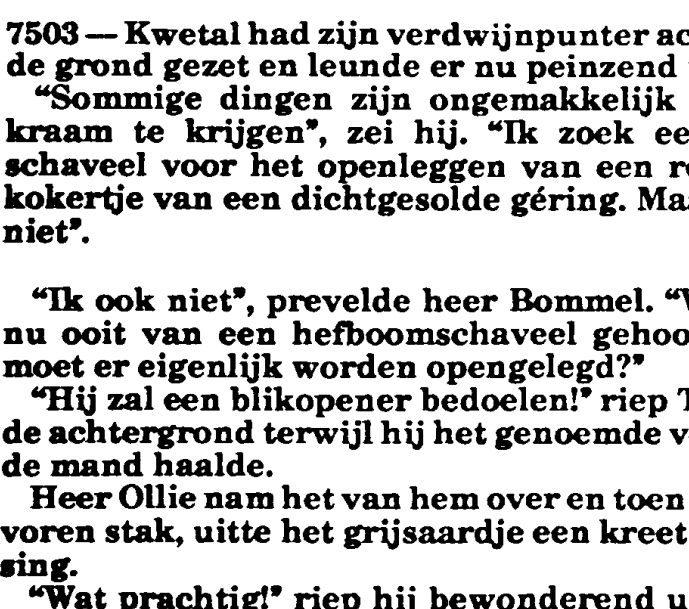 7503 — Kwetal had zijn verdwijnpunter
de grond gezet en leunde er nu peinzend
“Sommige dingen zijn ongemakkelijk
kraam te krijgen”, zei hij. “Ik zoek
schaveel voor het openleggen van een
kokertje van een dichtgesolde géring.
niet”.
“Ik ook niet”, prevelde heer Bommel.
nu ooit van een hefboomschaveel
moet er eigenlijk worden opengelegd?”
“Hij zal een blikopener bedoelen!” riep
de achtergrond terwijl hij het genoemde
de mand haalde.
Heer Ollie nam het van hem over en toen
voren stak, uitte het grijsaardje een kreet
sing.
“Wat prachtig!” riep hij bewonderend